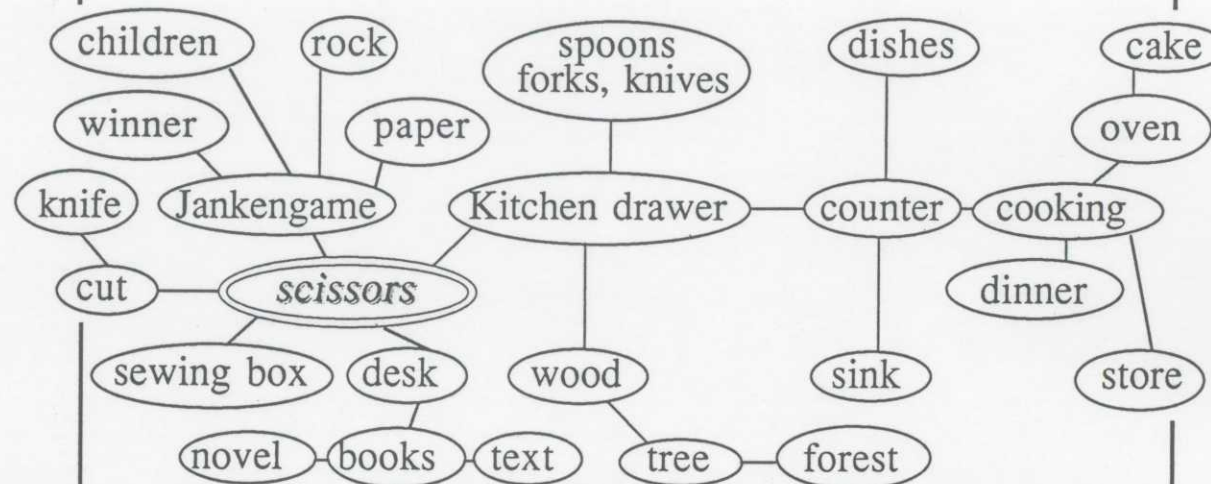 children
rock
spoons
forks, knives
dishes
cake
winner
paper
oven
knife
Jankengame
Kitchen drawer
counter
cooking
cut
scissors
dinner
sewing box
desk
wood
sink
store
novel
books
text
tree
forest